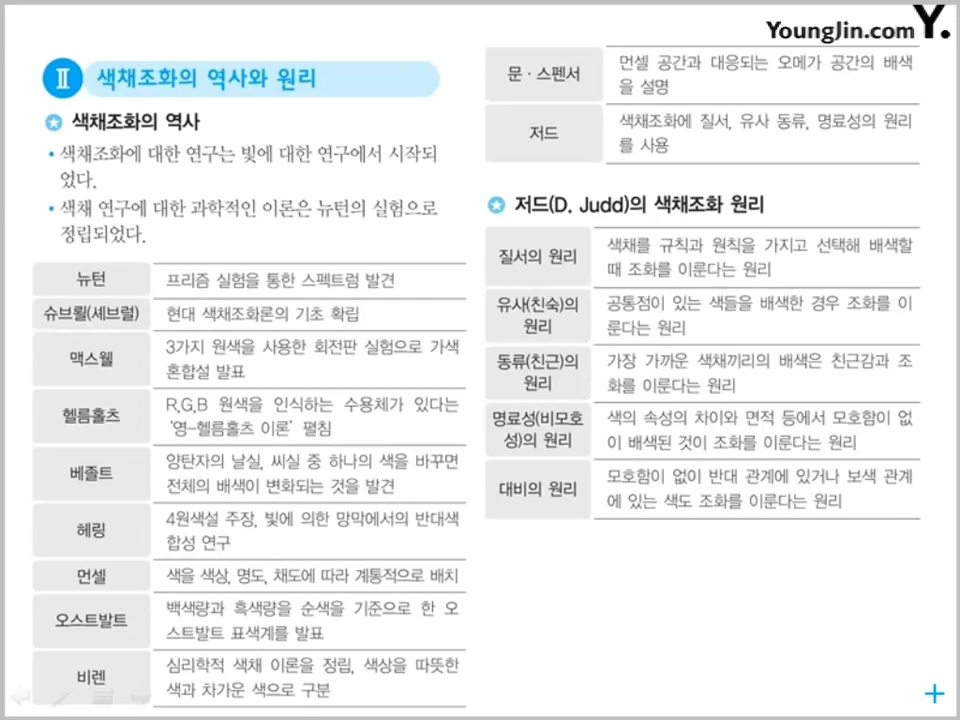 YoungJin.com Y.
Ⅱ 색채조화의 역사와 원리
색채조화의 역사
• 색채조화에 대한 연구는 빛에 대한 연구에서 시작되
었다.
• 색채 연구에 대한 과학적인 이론은 뉴턴의 실험으로
정립되었다.
뉴턴
프리즘 실험을 통한 스펙트럼 발견
슈브뢸(셰브럴)
현대 색채조화론의 기초 확립
맥스웰
3가지 원색을 사용한 회전판 실험으로 가색
혼합설 발표
헬름홀츠
R,G,B 원색을 인식하는 수용체가 있다는
‘영-헬름홀츠 이론’ 펼침
베졸트
양탄자의 날실, 씨실 중 하나의 색을 바꾸면
전체의 배색이 변화되는 것을 발견
헤링
4원색설 주장, 빛에 의한 망막에서의 반대색
합성 연구
먼셀
색을 색상, 명도, 채도에 따라 계통적으로 배치
오스트발트
백색량과 흑색량을 순색을 기준으로 한 오
스트발트 표색계를 발표
비렌
심리학적 색채 이론을 정립, 색상을 따뜻한
색과 차가운 색으로 구분
문·스펜서
먼셀 공간과 대응되는 오메가 공간의 배색
을 설명
저드
색채조화에 질서, 유사 동류, 명료성의 원리
를 사용
저드(D. Judd)의 색채조화 원리
질서의 원리
색채를 규칙과 원칙을 가지고 선택해 배색할
때 조화를 이룬다는 원리
유사(친숙)의
원리
공통점이 있는 색들을 배색한 경우 조화를 이
룬다는 원리
동류(친근)의
원리
가장 가까운 색채끼리의 배색은 친근감과 조
화를 이룬다는 원리
명료성(비모호
성)의 원리
색의 속성의 차이와 면적 등에서 모호함이 없
이 배색된 것이 조화를 이룬다는 원리
대비의 원리
모호함이 없이 반대 관계에 있거나 보색 관계
에 있는 색도 조화를 이룬다는 원리